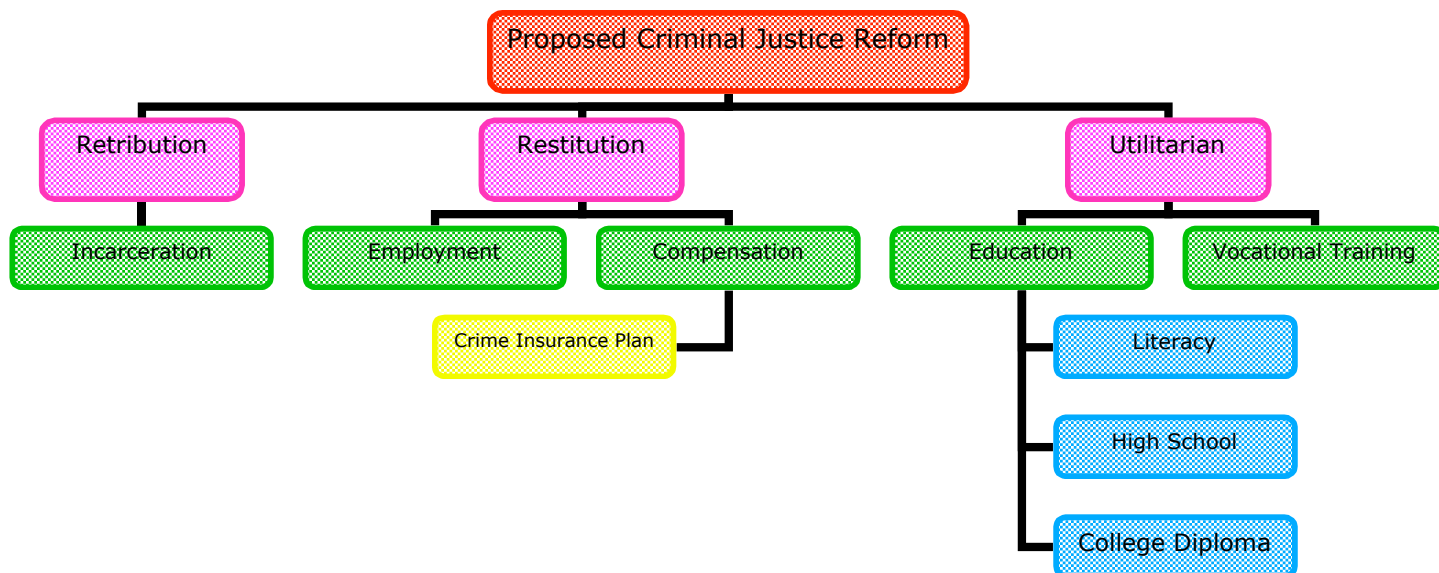 Proposed Criminal Justice Reform
Retribution
Restitution
Utilitarian
Incarceration
Employment
Compensation
Education
Vocational Training
Crime Insurance Plan
Literacy
High School
College Diploma